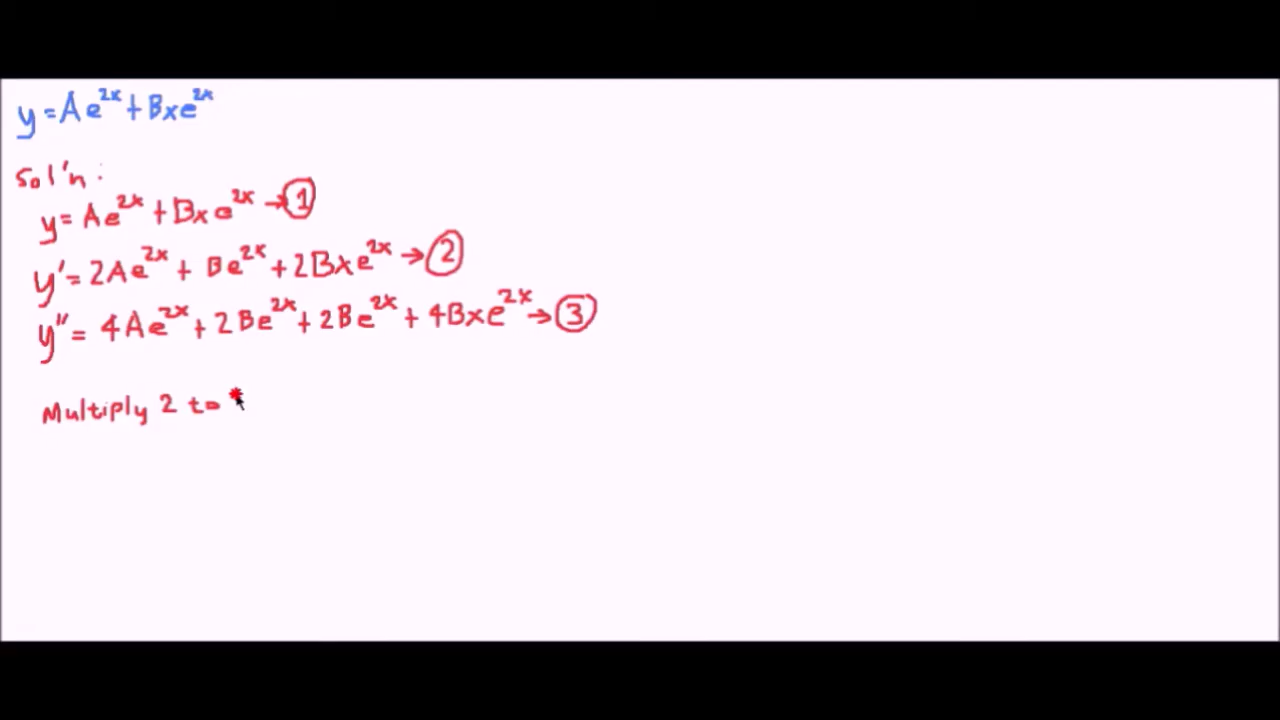 y = Ae^{2x} + Bxe^{2x}
Sol'n :
y = Ae^{2x} + Bxe^{2x} → ①
y' = 2Ae^{2x} + Be^{2x} + 2Bxe^{2x} → ②
y'' = 4Ae^{2x} + 2Be^{2x} + 2Be^{2x} + 4Bxe^{2x} → ③
Multiply 2 to